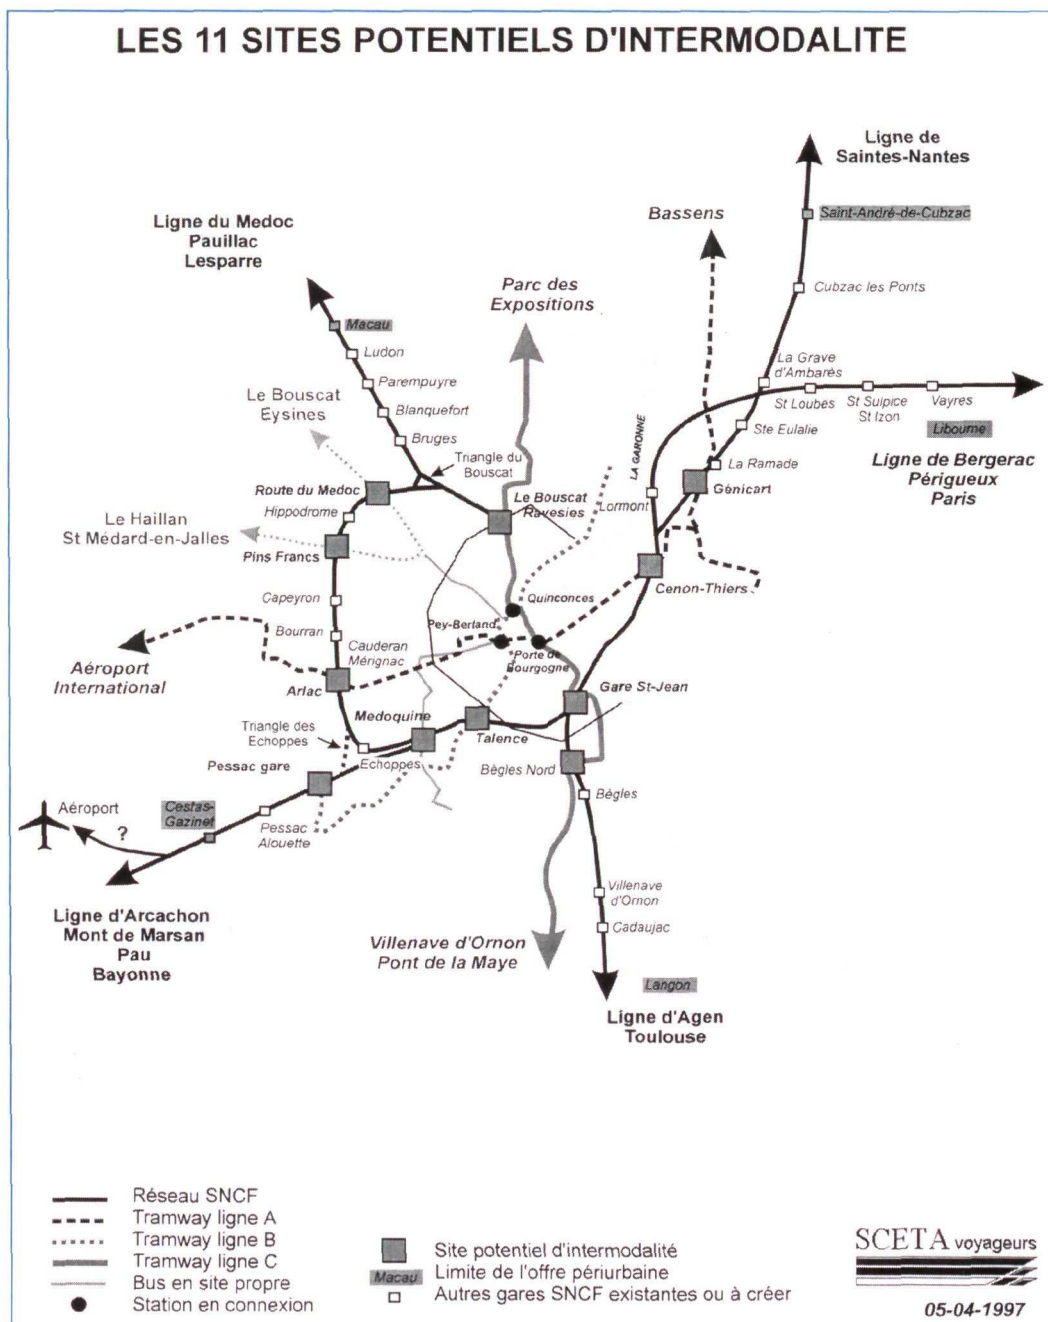 LES 11 SITES POTENTIELS D'INTERMODALITE
Ligne de
Saintes-Nantes
Saint-André-de-Cubzac
Bassens
Ligne du Medoc
Pauillac
Lesparre
Cubzac les Ponts
Parc des
Expositions
Macau
Ludon
La Grave
d'Ambarès
Parempuyre
Le Bouscat
Eysines
St Loubes
St Sulpice
St Izon
Vayres
Blanquefort
Ste Eulalie
Libourne
Bruges
LA GARONNE
Triangle du
Bouscat
La Ramade
Ligne de Bergerac
Périgueux
Paris
Route du Medoc
Génicart
Le Bouscat
Ravesies
Lormont
Hippodrome
Le Haillan
St Médard-en-Jalles
Pins Francs
Cenon-Thiers
Capeyron
Quinconces
Pey-Berland
Bourran
Cauderan
Mérignac
Porte de
Bourgogne
Aéroport
International
Arlac
Gare St-Jean
Medoquine
Triangle des
Echoppes
Talence
Echoppes
Pessac gare
Bègles Nord
Bègles
Aéroport
?
Cestas-
Gazinet
Pessac
Alouette
Villenave
d'Ornon
Cadaujac
Ligne d'Arcachon
Mont de Marsan
Pau
Bayonne
Villenave d'Ornon
Pont de la Maye
Langon
Ligne d'Agen
Toulouse
Réseau SNCF
Tramway ligne A
Tramway ligne B
Tramway ligne C
Bus en site propre
Station en connexion
Site potentiel d'intermodalité
Macau
Limite de l'offre périurbaine
Autres gares SNCF existantes ou à créer
SCETA voyageurs
05-04-1997